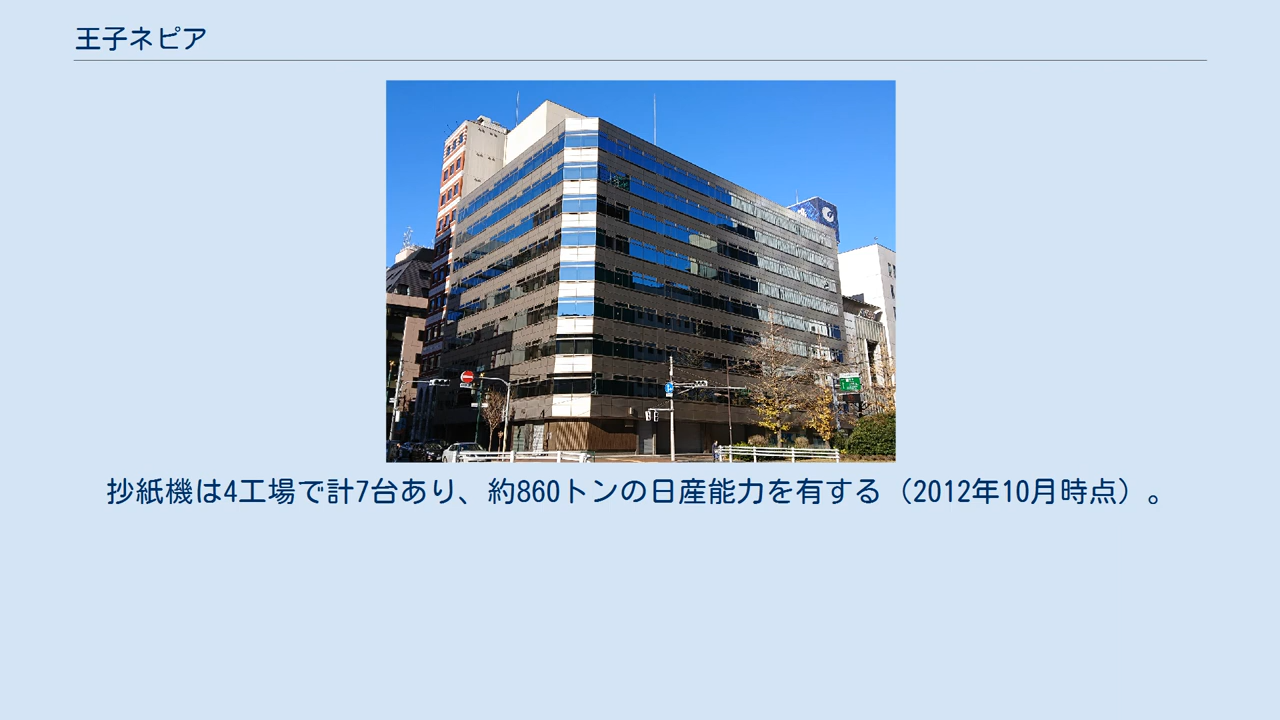 王子ネピア
抄紙機は4工場で計7台あり、約860トンの日産能力を有する（2012年10月時点）。